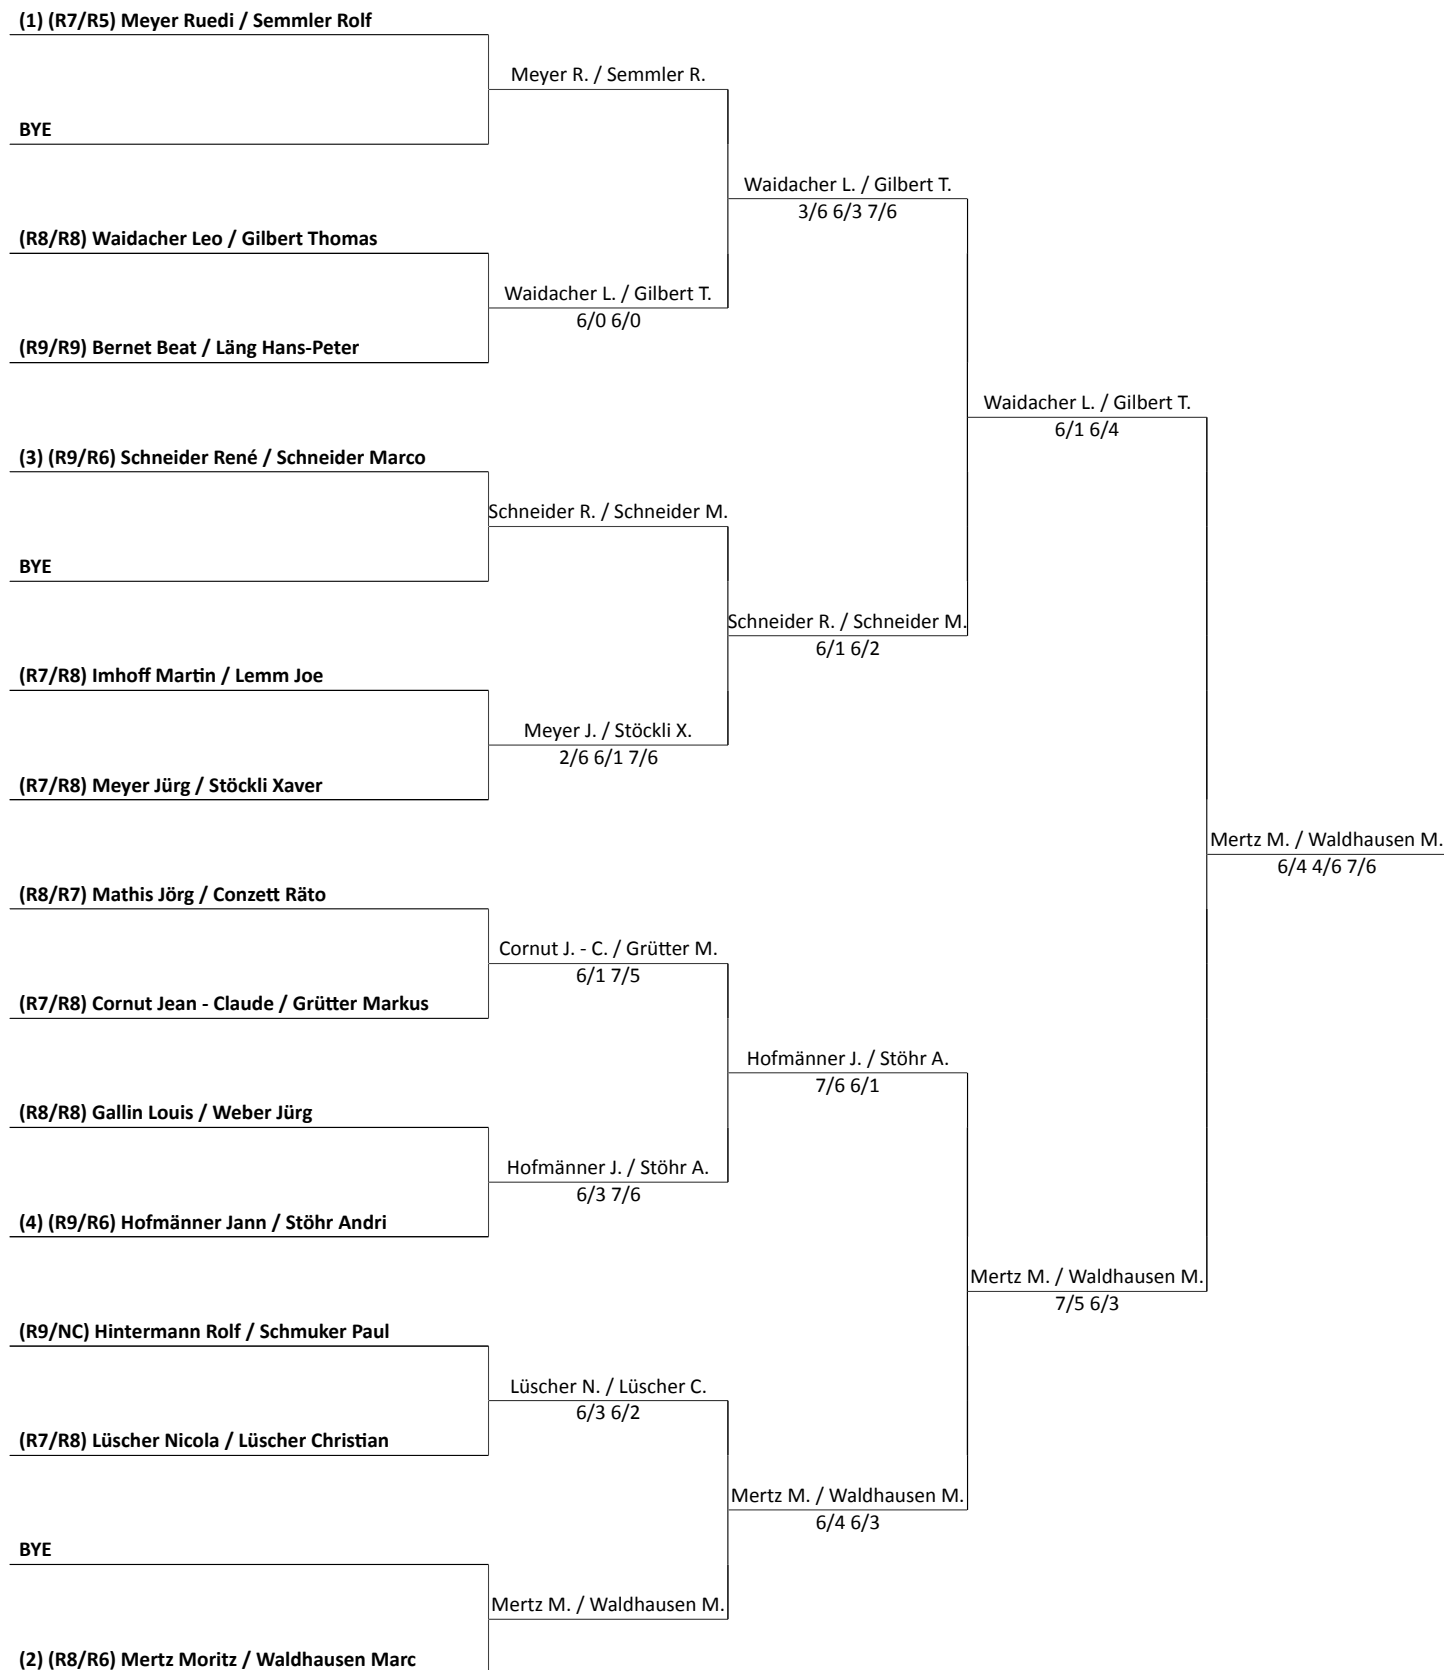 (1) (R7/R5) Meyer Ruedi / Semmler Rolf
Meyer R. / Semmler R.
BYE
Waidacher L. / Gilbert T.
3/6 6/3 7/6
(R8/R8) Waidacher Leo / Gilbert Thomas
Waidacher L. / Gilbert T.
6/0 6/0
(R9/R9) Bernet Beat / Läng Hans-Peter
Waidacher L. / Gilbert T.
6/1 6/4
(3) (R9/R6) Schneider René / Schneider Marco
Schneider R. / Schneider M.
BYE
Schneider R. / Schneider M.
6/1 6/2
(R7/R8) Imhoff Martin / Lemm Joe
Meyer J. / Stöckli X.
2/6 6/1 7/6
(R7/R8) Meyer Jürg / Stöckli Xaver
Mertz M. / Waldhausen M.
6/4 4/6 7/6
(R8/R7) Mathis Jörg / Conzett Räto
Cornut J. - C. / Grütter M.
6/1 7/5
(R7/R8) Cornut Jean - Claude / Grütter Markus
Hofmänner J. / Stöhr A.
7/6 6/1
(R8/R8) Gallin Louis / Weber Jürg
Hofmänner J. / Stöhr A.
6/3 7/6
(4) (R9/R6) Hofmänner Jann / Stöhr Andri
Mertz M. / Waldhausen M.
7/5 6/3
(R9/NC) Hintermann Rolf / Schmuker Paul
Lüscher N. / Lüscher C.
6/3 6/2
(R7/R8) Lüscher Nicola / Lüscher Christian
Mertz M. / Waldhausen M.
6/4 6/3
BYE
Mertz M. / Waldhausen M.
(2) (R8/R6) Mertz Moritz / Waldhausen Marc